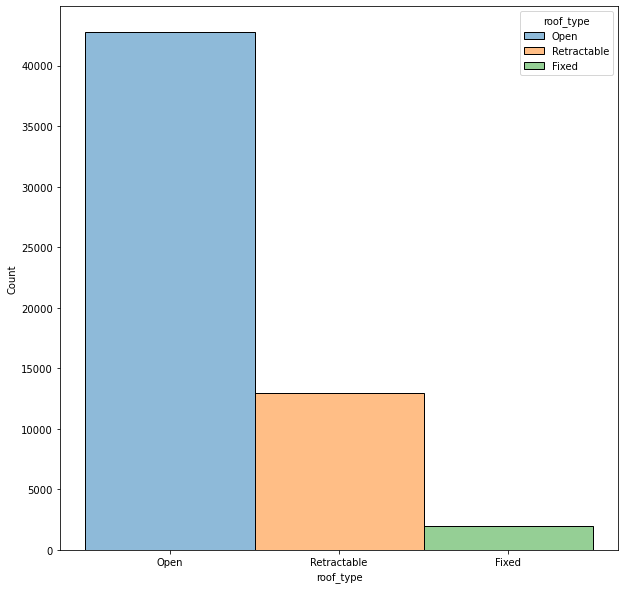 roof_type
Open
Retractable
Fixed
40000
35000
30000
25000
20000
15000
10000
5000
0
Count
Open Retractable Fixed
roof_type